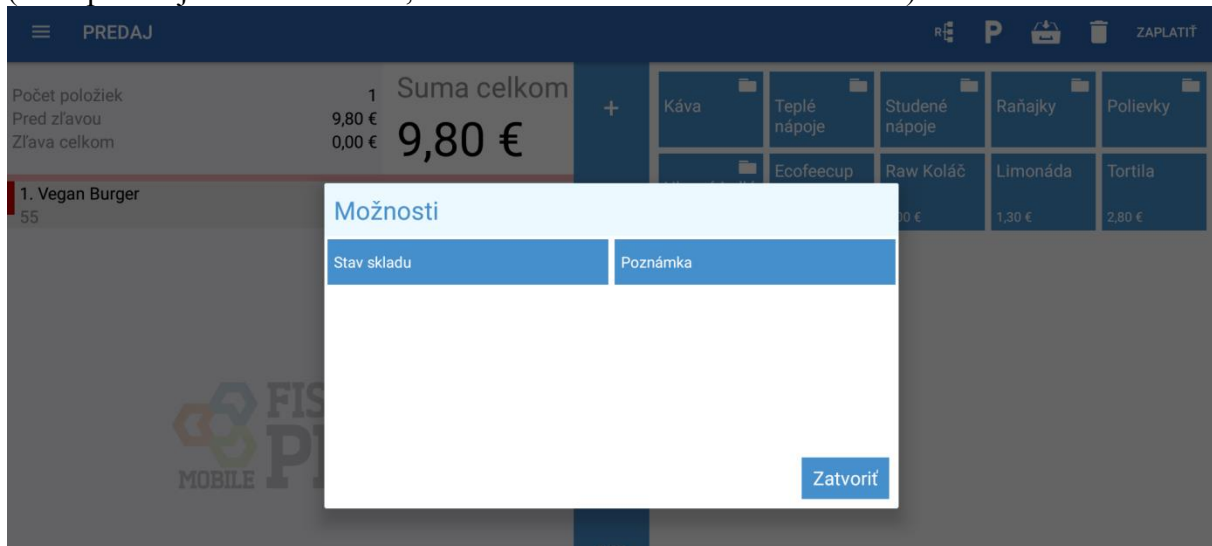 PREDAJ
R
P
ZAPLATIŤ
Počet položiek 1
Pred zľavou 9,80 €
Zľava celkom 0,00 €
Suma celkom
9,80 €
+
Káva
Teplé
nápoje
Studené
nápoje
Raňajky
Polievky
Ecofeecup
Raw Koláč
Limonáda
1,30 €
Tortila
2,80 €
1. Vegan Burger
55
Možnosti
Stav skladu
Poznámka
Zatvoriť
FIS
MOBILE